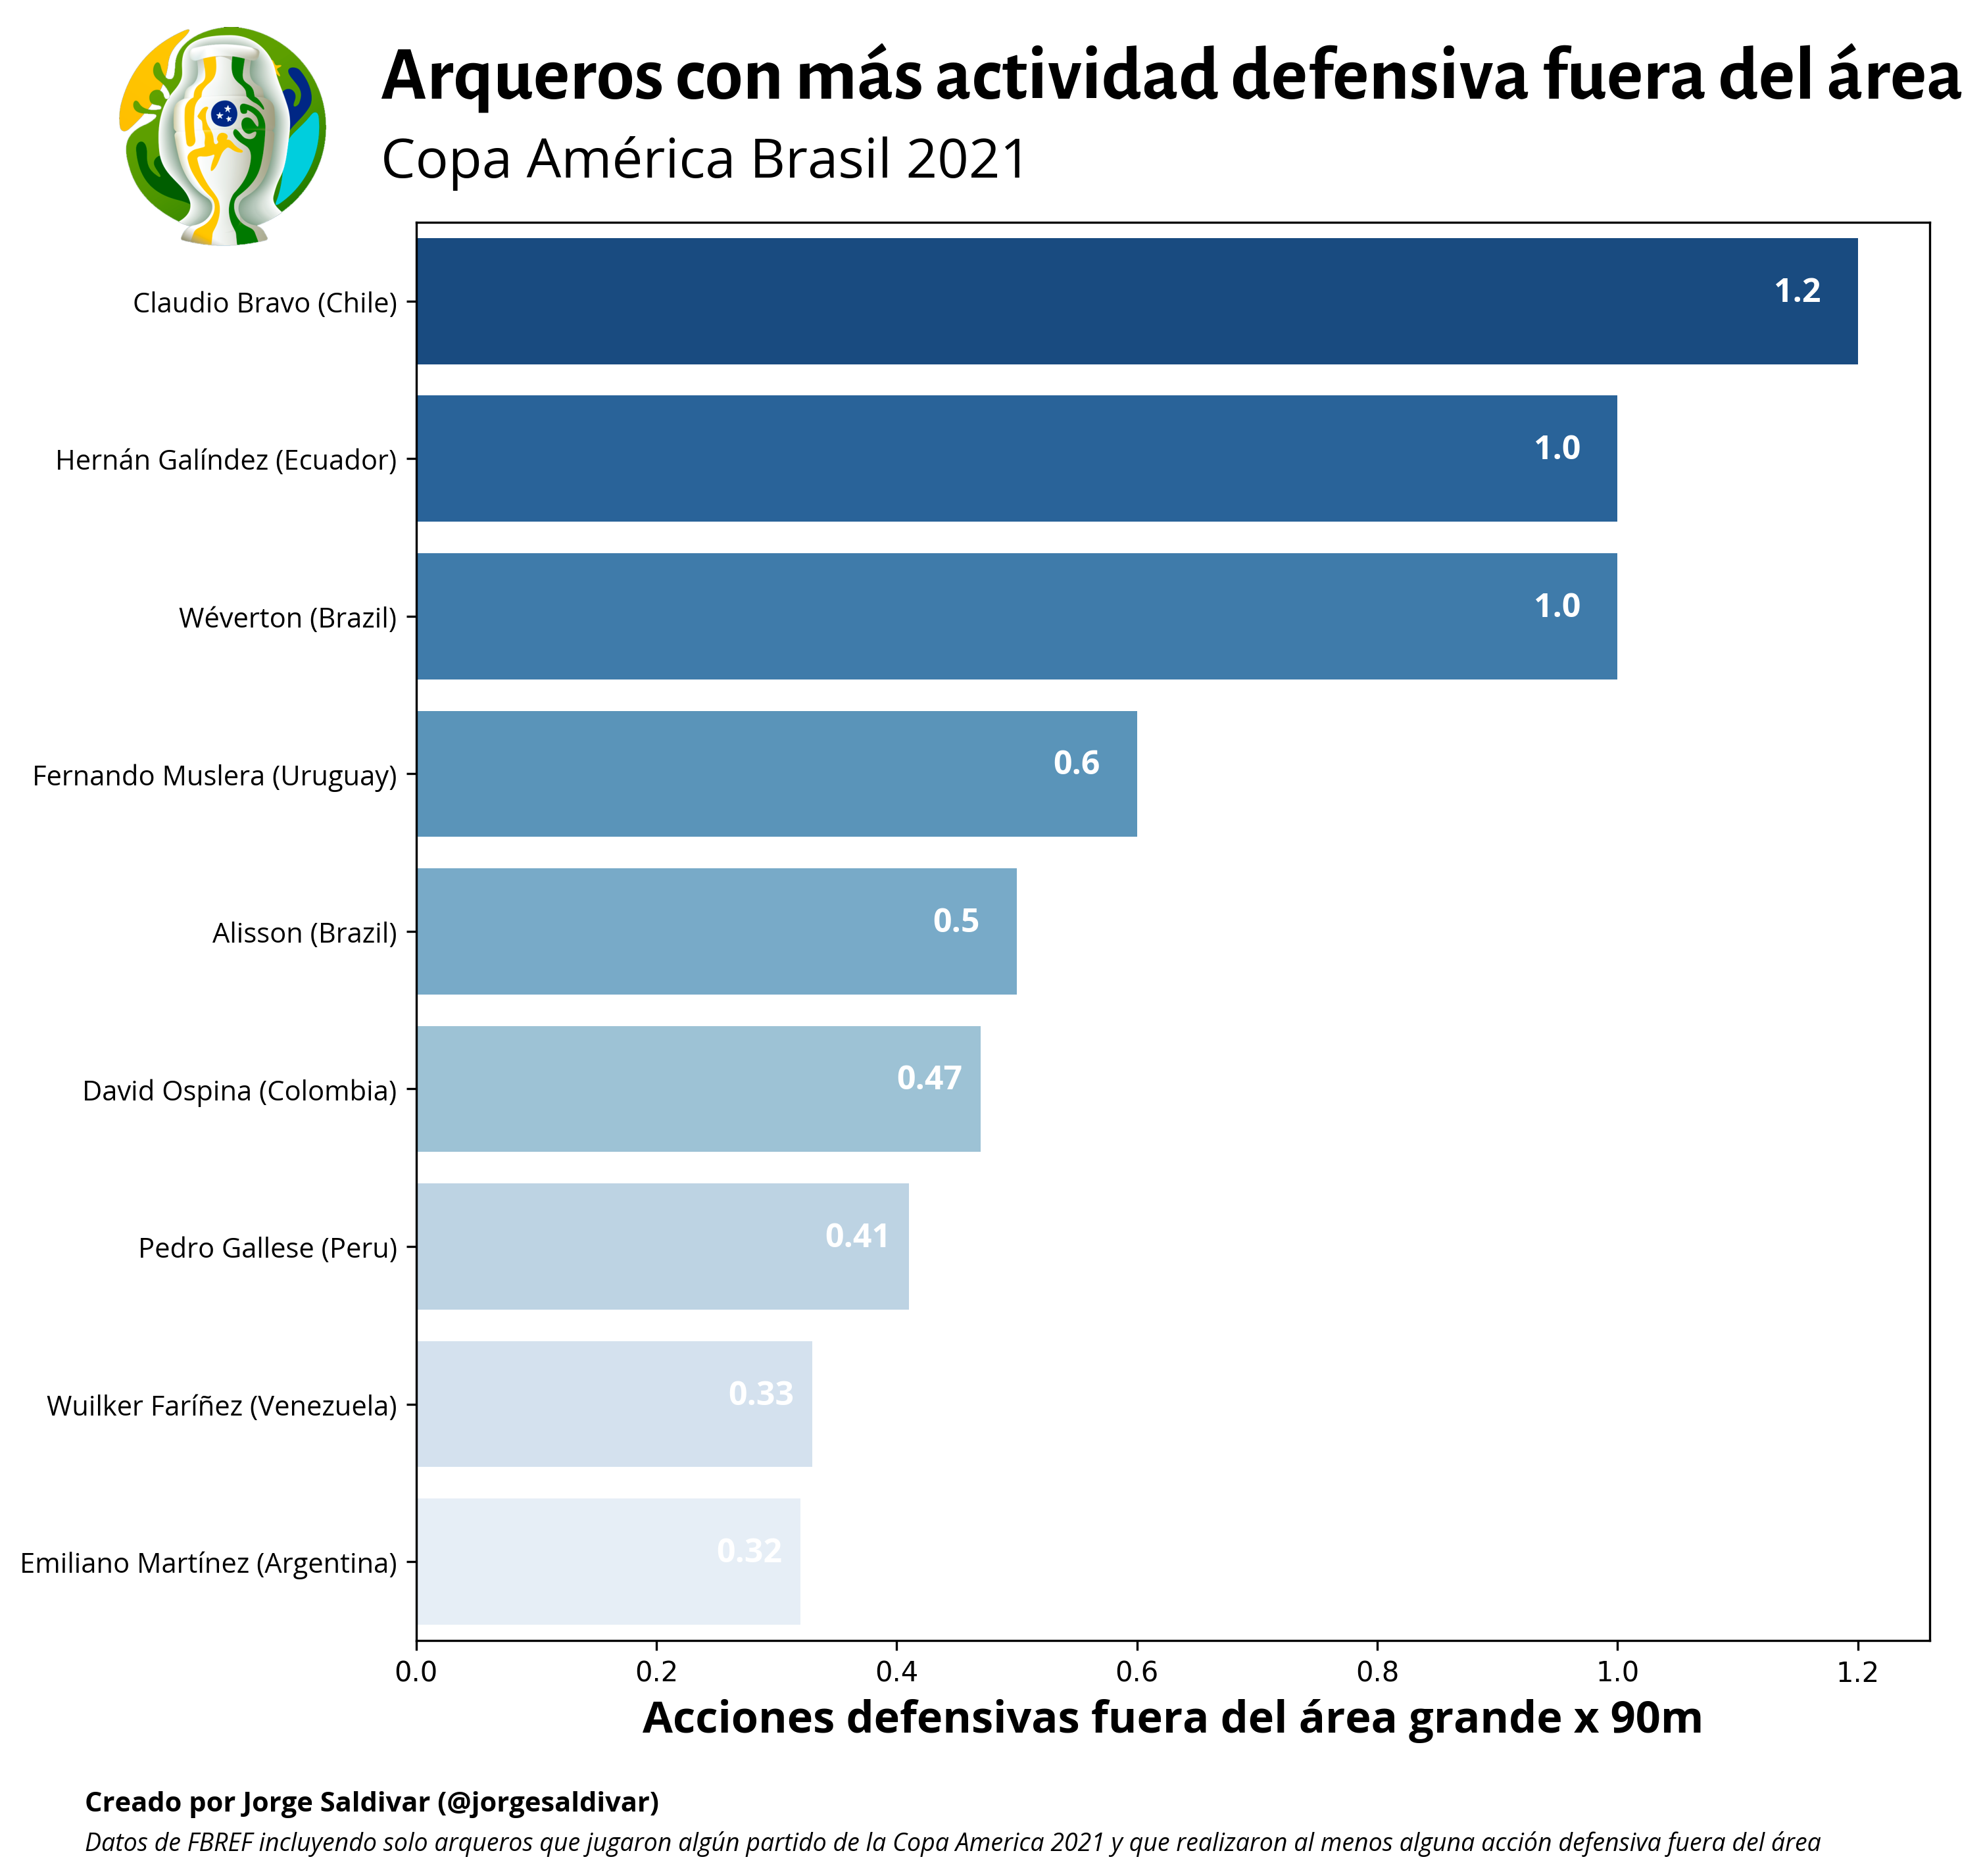 Arqueros con más actividad defensiva fuera del área
Copa América Brasil 2021
Claudio Bravo (Chile) 1.2
Hernán Galíndez (Ecuador) 1.0
Wéverton (Brazil) 1.0
Fernando Muslera (Uruguay) 0.6
Alisson (Brazil) 0.5
David Ospina (Colombia) 0.47
Pedro Gallese (Peru) 0.41
Wuilker Faríñez (Venezuela) 0.33
Emiliano Martínez (Argentina) 0.32
0.0 0.2 0.4 0.6 0.8 1.0 1.2
Acciones defensivas fuera del área grande x 90m
Creado por Jorge Saldivar (@jorgesaldivar)
Datos de FBREF incluyendo solo arqueros que jugaron algún partido de la Copa America 2021 y que realizaron al menos alguna acción defensiva fuera del área